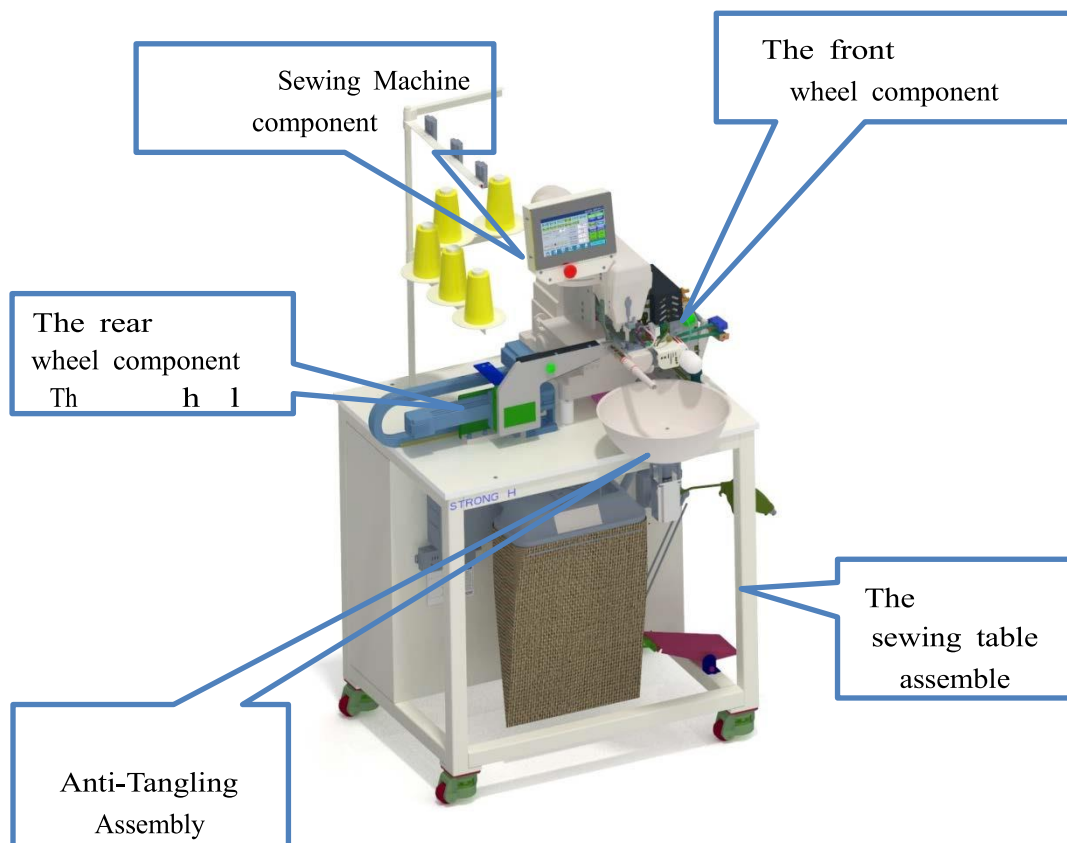 Sewing Machine
component
The front
wheel component
The rear
wheel component
Th h l
STRONG H
The
sewing table
assemble
Anti-Tangling
Assembly